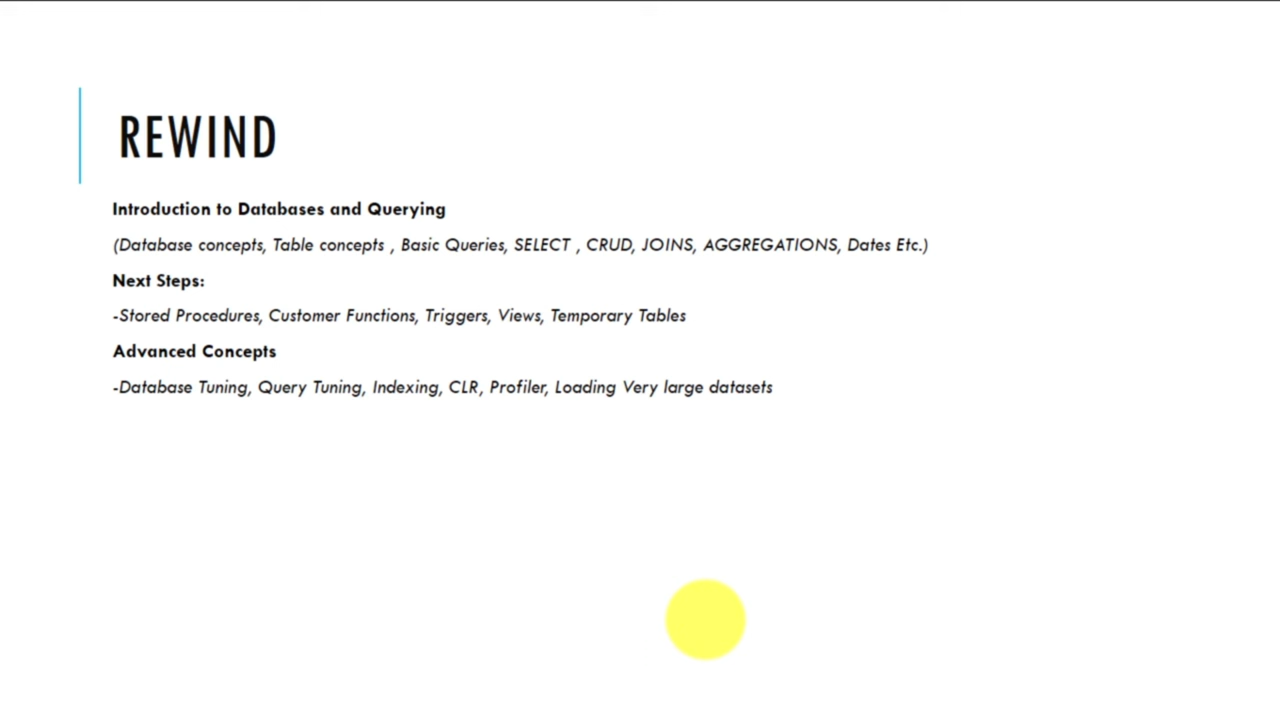 REWIND
Introduction to Databases and Querying
(Database concepts, Table concepts , Basic Queries, SELECT , CRUD, JOINS, AGGREGATIONS, Dates Etc.)
Next Steps:
-Stored Procedures, Customer Functions, Triggers, Views, Temporary Tables
Advanced Concepts
-Database Tuning, Query Tuning, Indexing, CLR, Profiler, Loading Very large datasets